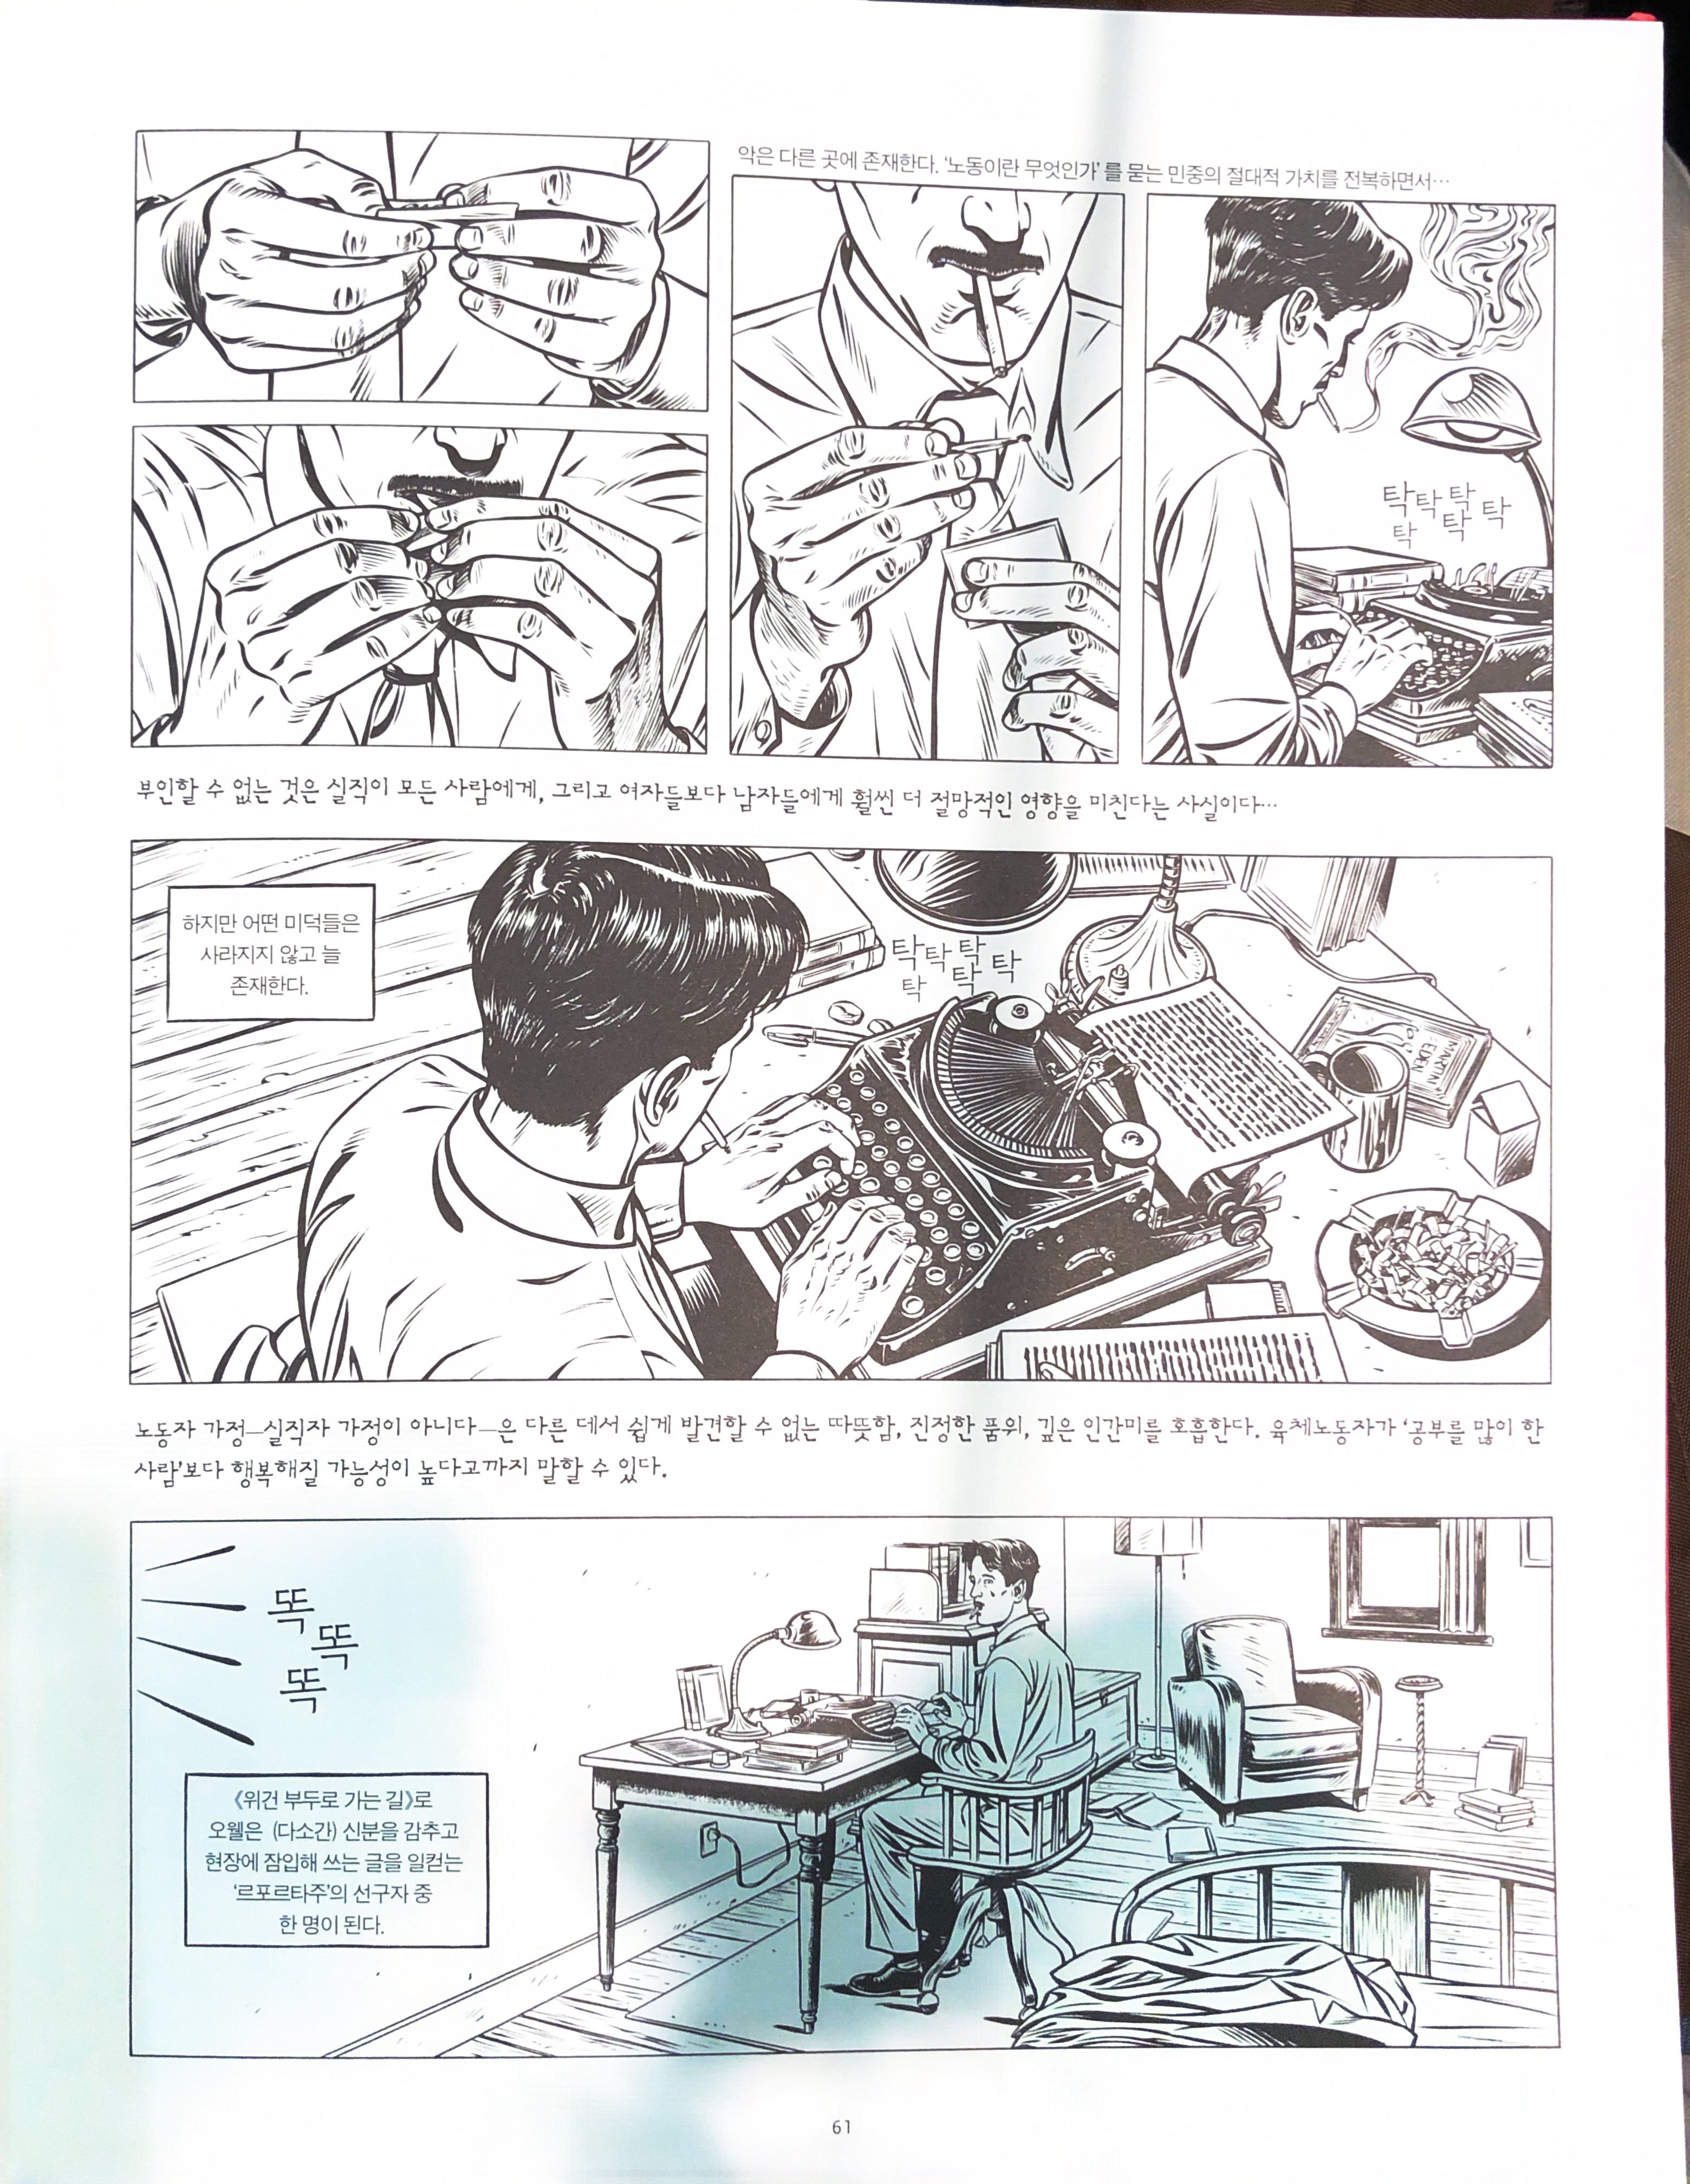 악은 다른 곳에 존재한다. ‘노동이란 무엇인가’ 를 묻는 민중의 절대적 가치를 전복하면서…
탁탁탁탁
탁탁
부인할 수 없는 것은 실직이 모든 사람에게, 그리고 여자들보다 남자들에게 훨씬 더 절망적인 영향을 미친다는 사실이다…
하지만 어떤 미덕들은
사라지지 않고 늘
존재한다.
탁탁탁탁
탁탁
MARTIN
EDEN
노동자 가정—실직자 가정이 아니다—은 다른 데서 쉽게 발견할 수 없는 따뜻함, 진정한 품위, 깊은 인간미를 호흡한다. 육체노동자가 ‘공부를 많이 한
사람’보다 행복해질 가능성이 높다고까지 말할 수 있다.
똑
똑
똑
《위건 부두로 가는 길》로
오웰은 (다소간) 신분을 감추고
현장에 잠입해 쓰는 글을 일컫는
‘르포르타주’의 선구자 중
한 명이 된다.
61